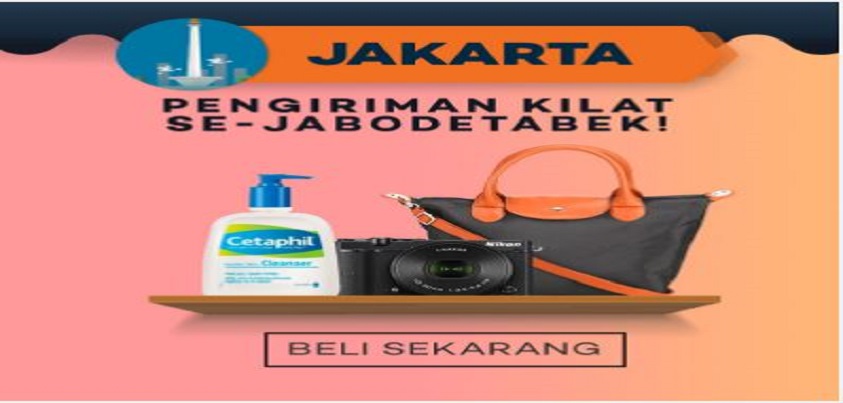 JAKARTA
PENGIRIMAN KILAT
SE-JABODETABEK!
Cetaphil
Cleanser
Nikon
BELI SEKARANG